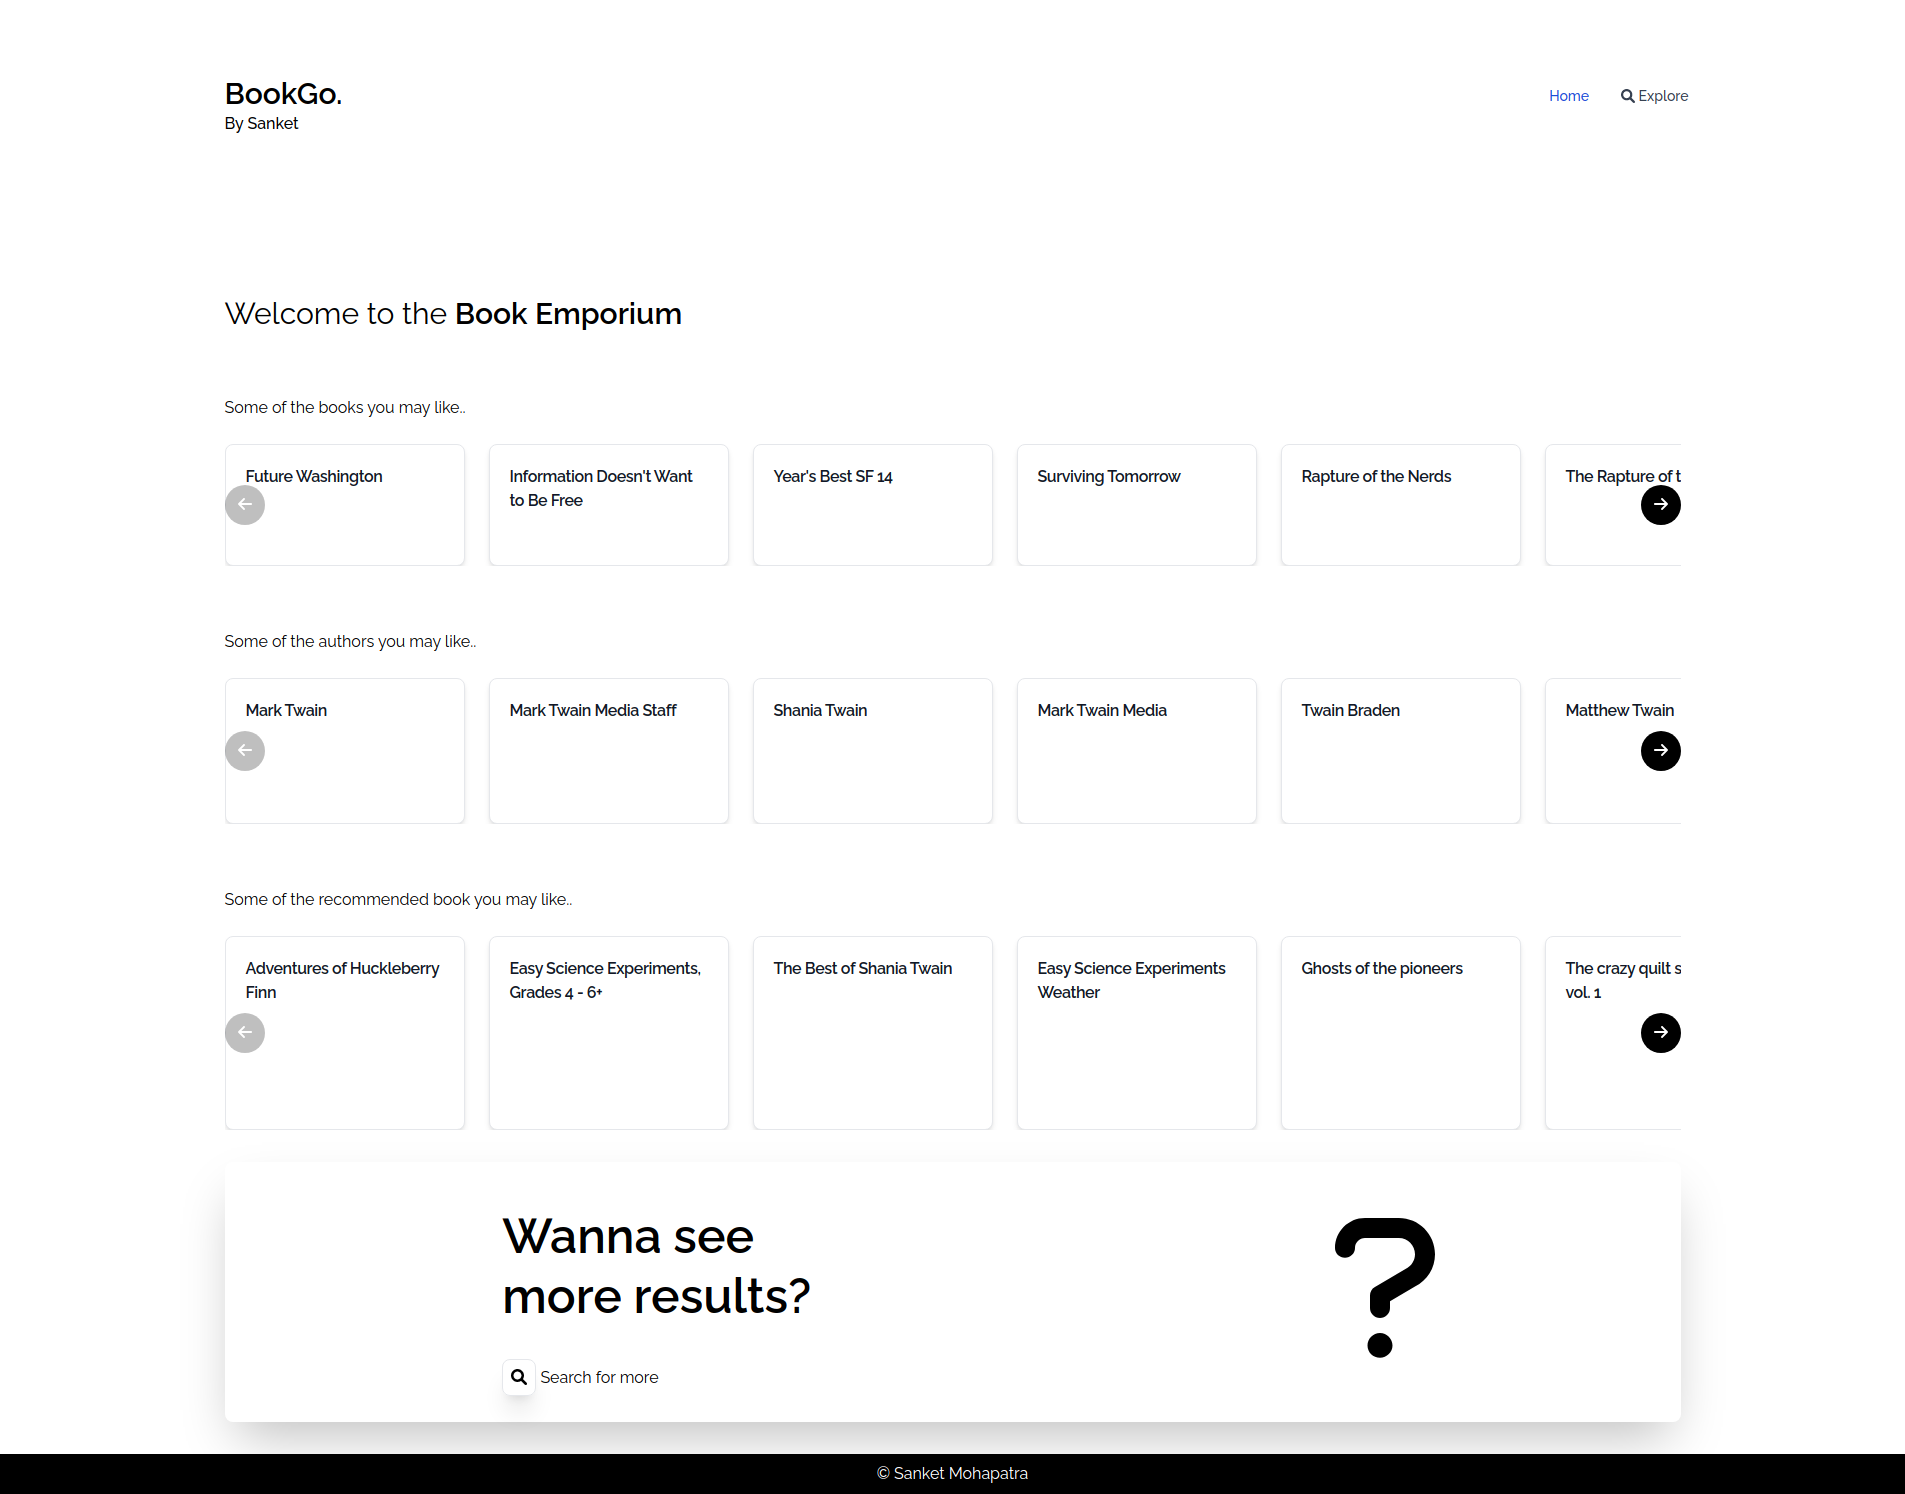 BookGo.
By Sanket
Home
Explore
Welcome to the Book Emporium
Some of the books you may like..
Future Washington
Information Doesn't Want
to Be Free
Year's Best SF 14
Surviving Tomorrow
Rapture of the Nerds
The Rapture of t
Some of the authors you may like..
Mark Twain
Mark Twain Media Staff
Shania Twain
Mark Twain Media
Twain Braden
Matthew Twain
Some of the recommended book you may like..
Adventures of Huckleberry
Finn
Easy Science Experiments,
Grades 4 - 6+
The Best of Shania Twain
Easy Science Experiments
Weather
Ghosts of the pioneers
The crazy quilt s
vol. 1
Wanna see
more results?
?
Search for more
© Sanket Mohapatra